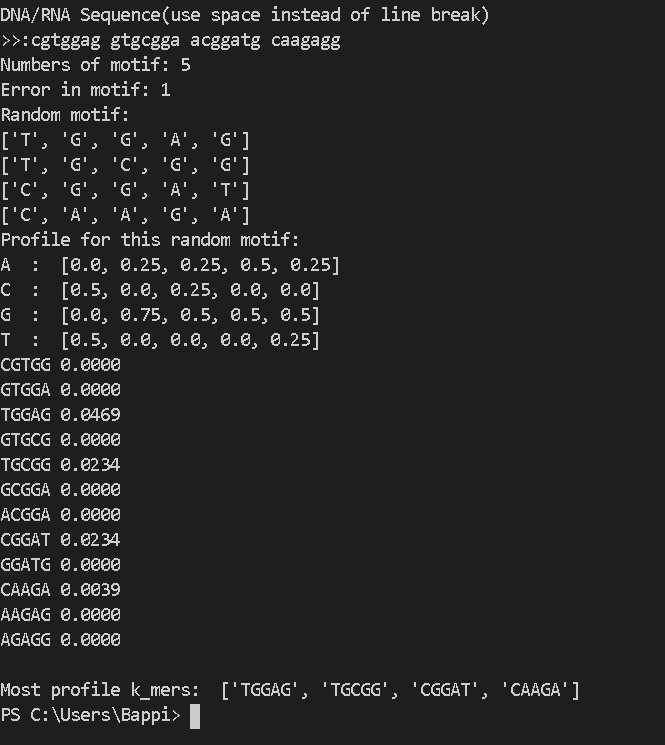 DNA/RNA Sequence(use space instead of line break)
>>:cgtggag gtgcgga acggatg caagagg
Numbers of motif: 5
Error in motif: 1
Random motif:
['T', 'G', 'G', 'A', 'G']
['T', 'G', 'C', 'G', 'G']
['C', 'G', 'G', 'A', 'T']
['C', 'A', 'A', 'G', 'A']
Profile for this random motif:
A  :  [0.0, 0.25, 0.25, 0.5, 0.25]
C  :  [0.5, 0.0, 0.25, 0.0, 0.0]
G  :  [0.0, 0.75, 0.5, 0.5, 0.5]
T  :  [0.5, 0.0, 0.0, 0.0, 0.25]
CGTGG 0.0000
GTGGA 0.0000
TGGAG 0.0469
GTGCG 0.0000
TGCGG 0.0234
GCGGA 0.0000
ACGGA 0.0000
CGGAT 0.0234
GGATG 0.0000
CAAGA 0.0039
AAGAG 0.0000
AGAGG 0.0000
Most profile k_mers:  ['TGGAG', 'TGCGG', 'CGGAT', 'CAAGA']
PS C:\Users\Bappi>